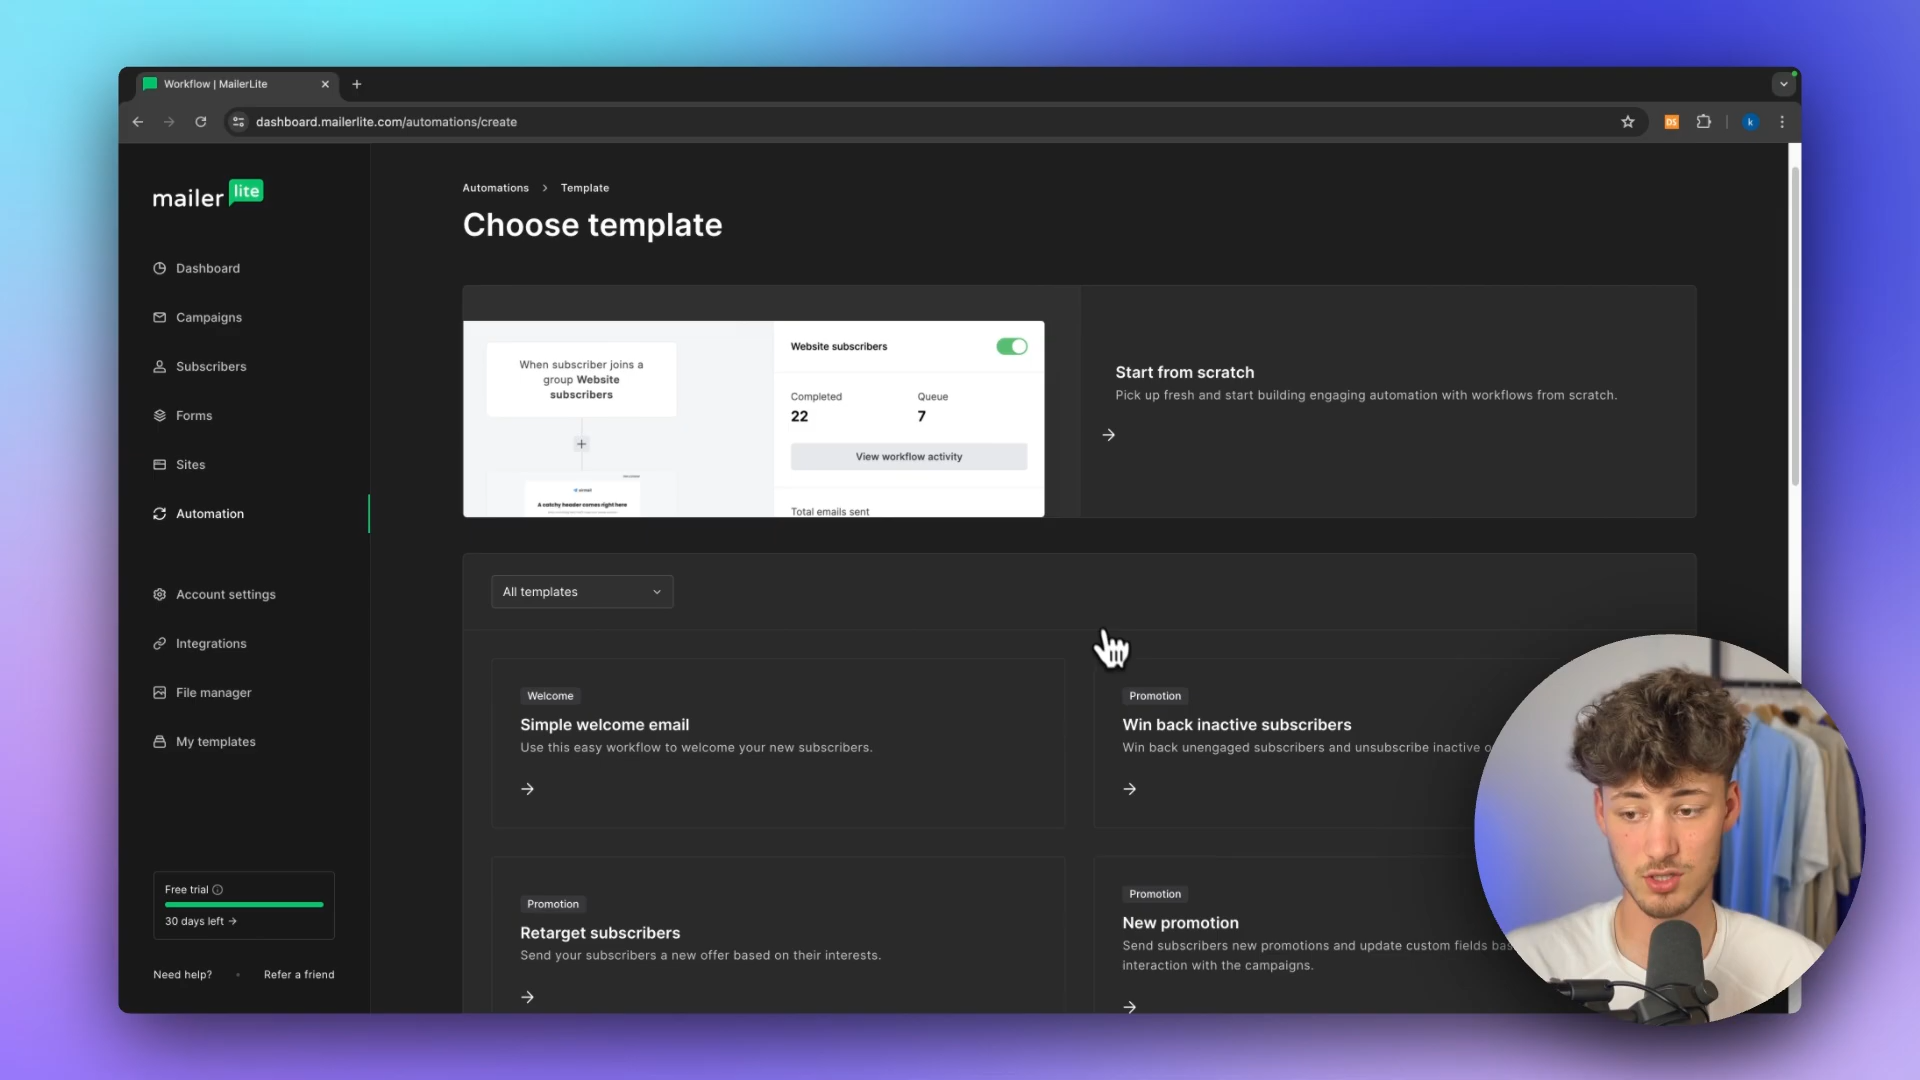 Workflow | MailerLite
dashboard.mailerlite.com/automations/create
DS
k
mailer lite
Dashboard
Campaigns
Subscribers
Forms
Sites
Automation
Account settings
Integrations
File manager
My templates
Free trial
30 days left →
Need help? • Refer a friend
Automations > Template
Choose template
When subscriber joins a
group Website
subscribers
+
A catchy header comes right here
Website subscribers
Completed Queue
22 7
View workflow activity
Total emails sent
Start from scratch
Pick up fresh and start building engaging automation with workflows from scratch.
All templates
Welcome
Simple welcome email
Use this easy workflow to welcome your new subscribers.
Promotion
Win back inactive subscribers
Win back unengaged subscribers and unsubscribe inactive
Promotion
Retarget subscribers
Send your subscribers a new offer based on their interests.
Promotion
New promotion
Send subscribers new promotions and update custom fields
interaction with the campaigns.